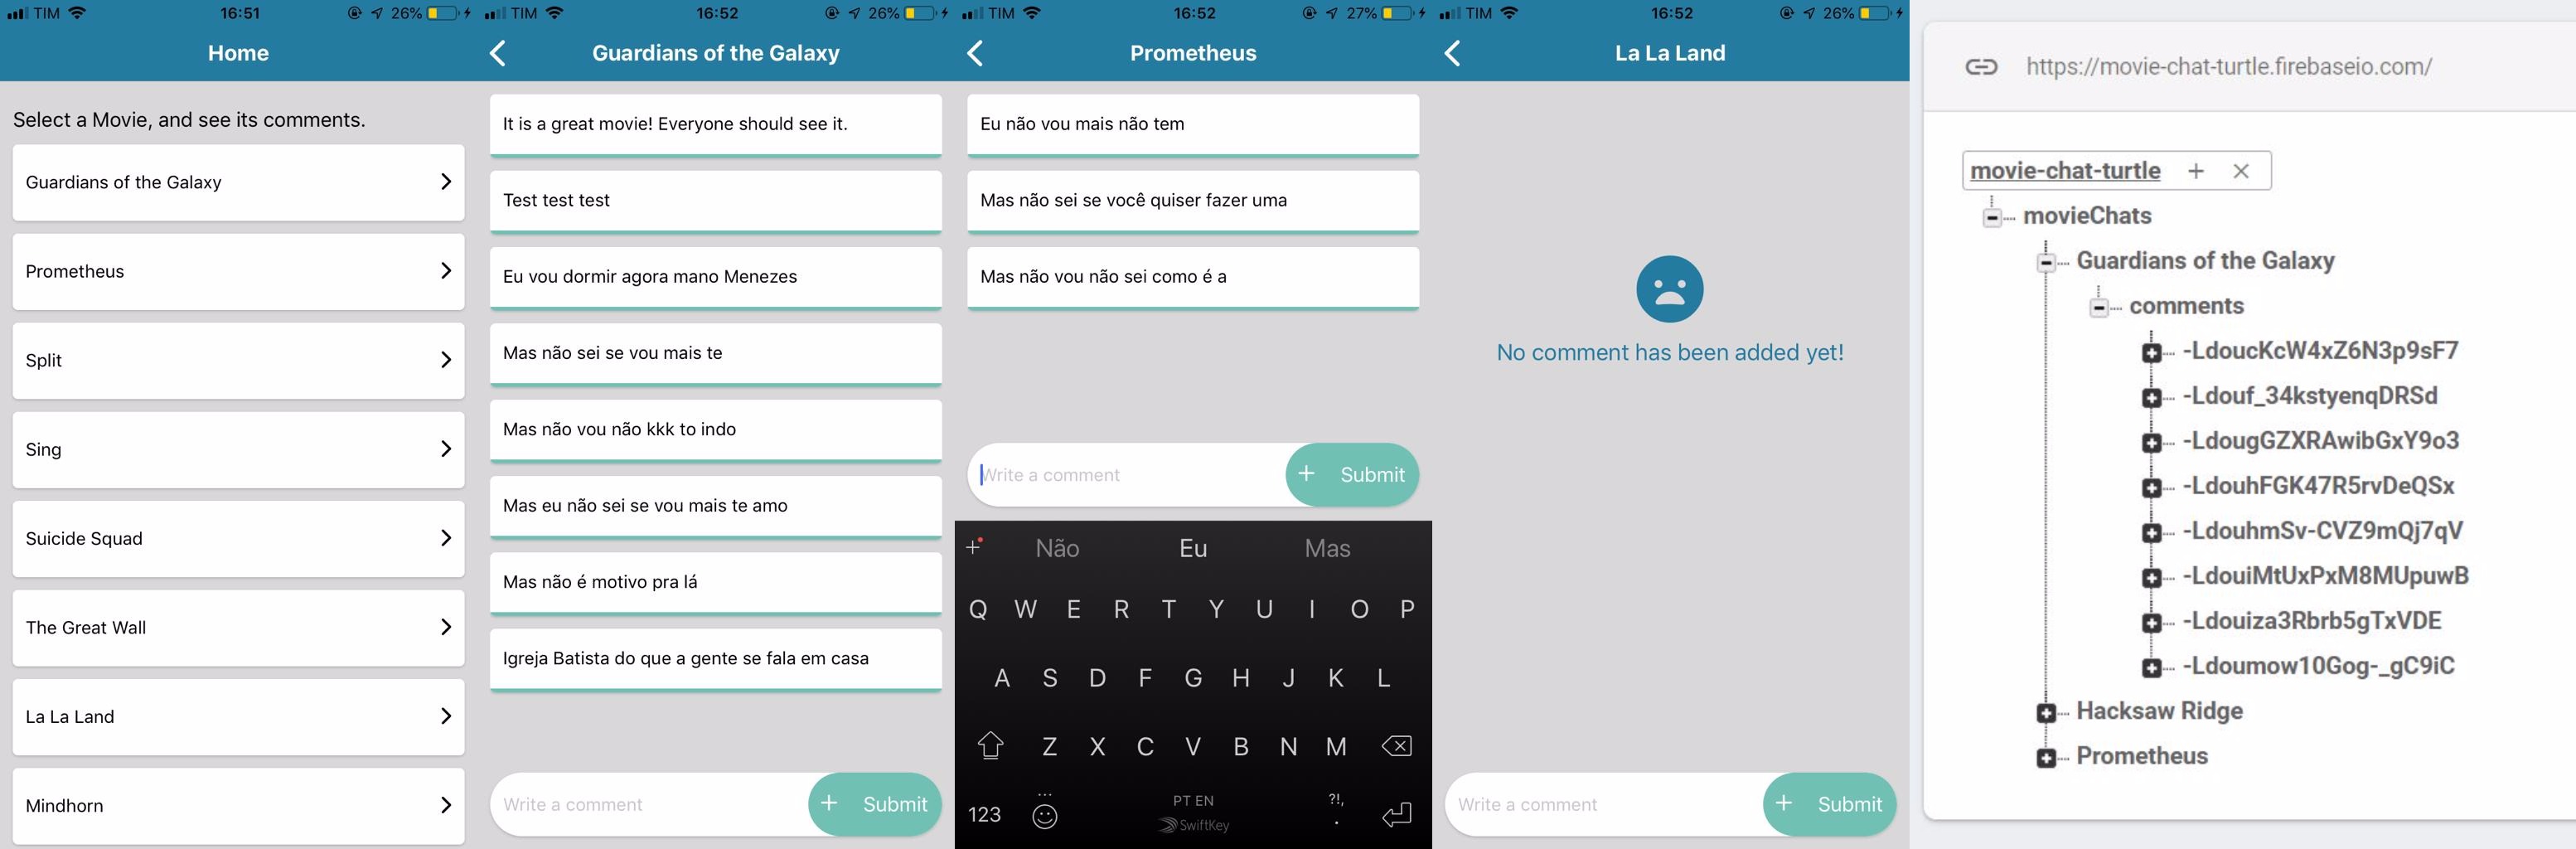 TIM 16:51 26%
Home
Select a Movie, and see its comments.
Guardians of the Galaxy
Prometheus
Split
Sing
Suicide Squad
The Great Wall
La La Land
Mindhorn
TIM 16:52 26%
Guardians of the Galaxy
It is a great movie! Everyone should see it.
Test test test
Eu vou dormir agora mano Menezes
Mas não sei se vou mais te
Mas não vou não kkk to indo
Mas eu não sei se vou mais te amo
Mas não é motivo pra lá
Igreja Batista do que a gente se fala em casa
Write a comment + Submit
TIM 16:52 27%
Prometheus
Eu não vou mais não tem
Mas não sei se você quiser fazer uma
Mas não vou não sei como é a
Write a comment + Submit
+ Não Eu Mas
Q W E R T Y U I O P
A S D F G H J K L
Z X C V B N M
123 ... PT EN ?!, .
SwiftKey
TIM 16:52 26%
La La Land
No comment has been added yet!
Write a comment + Submit
https://movie-chat-turtle.firebaseio.com/
movie-chat-turtle + ×
movieChats
Guardians of the Galaxy
comments
-LdoucKcW4xZ6N3p9sF7
-Ldouf_34kstyenqDRSd
-LdougGZXRAwibGxY9o3
-LdouhFGK47R5rvDeQSx
-LdouhmSv-CVZ9mQj7qV
-LdouiMtUxPxM8MUpuwB
-Ldouiza3Rbrb5gTxVDE
-Ldoumow10Gog-_gC9iC
Hacksaw Ridge
Prometheus